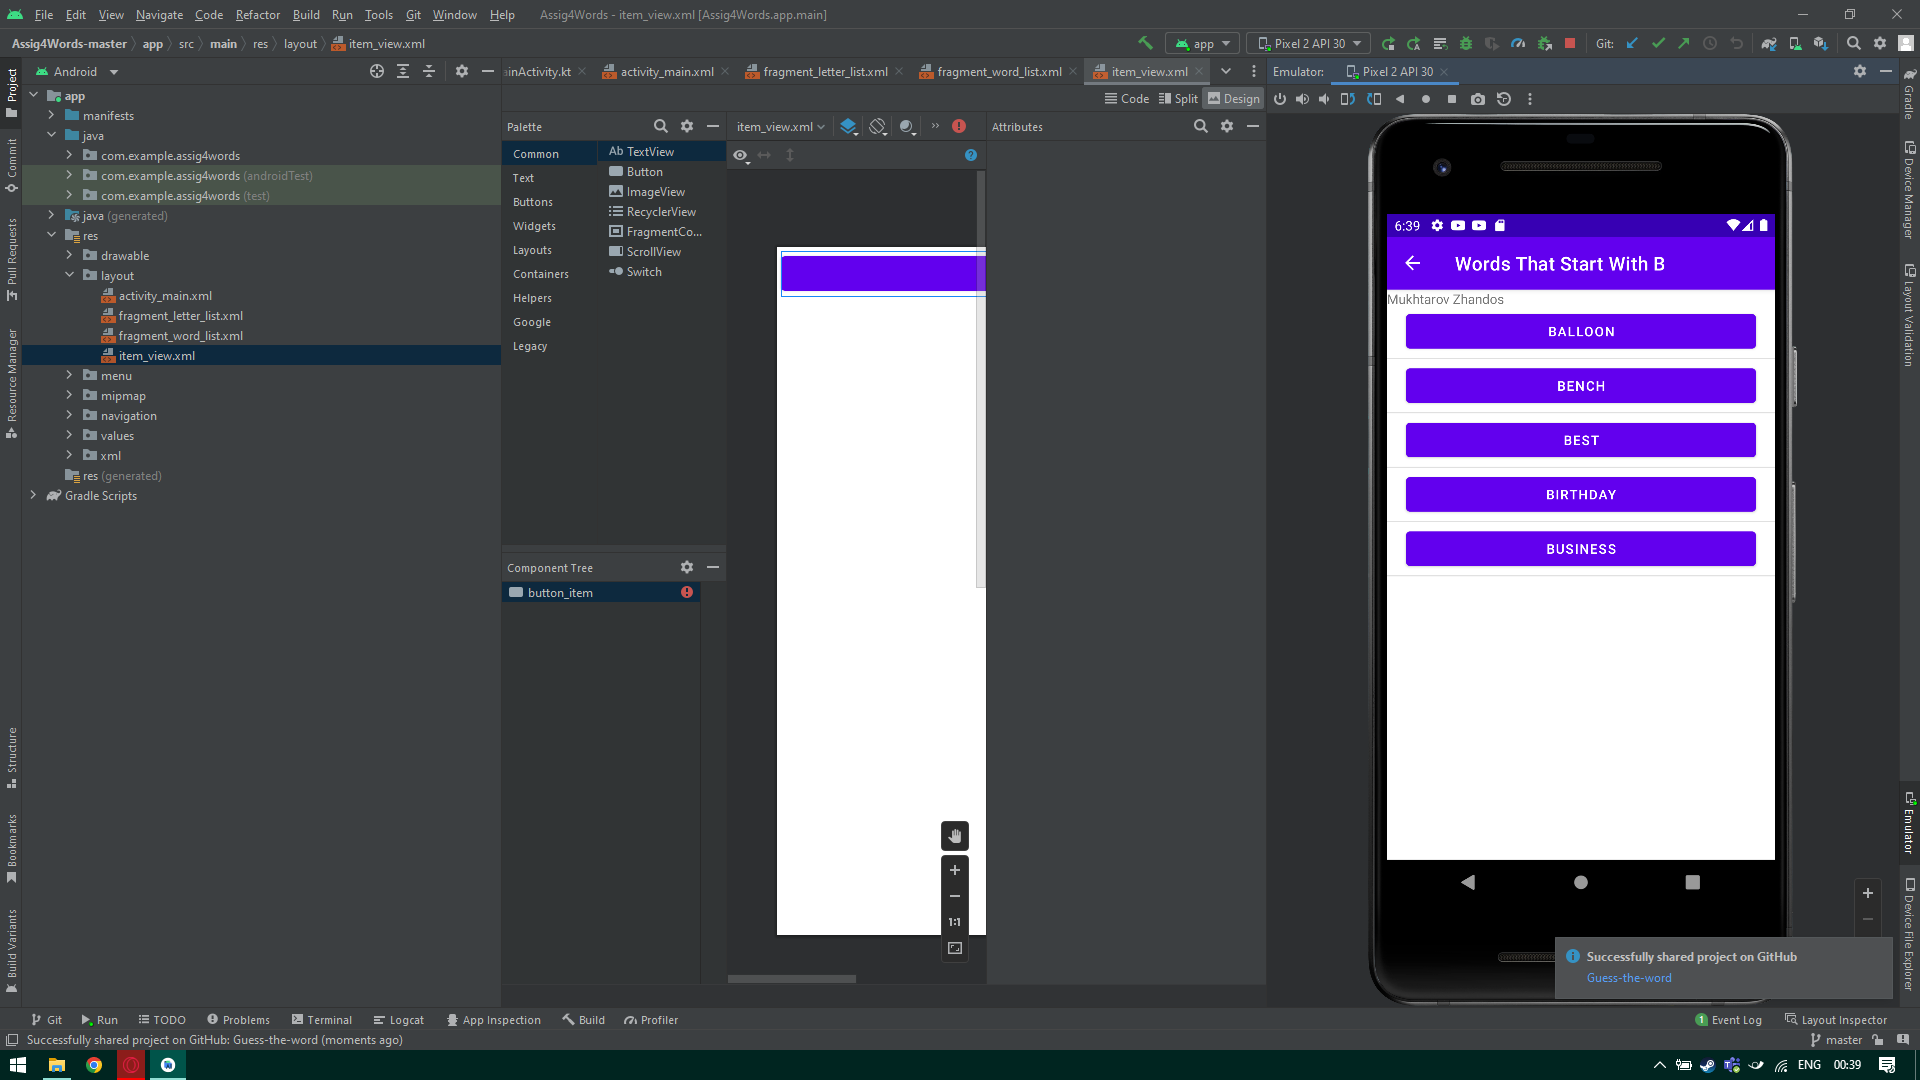 File Edit View Navigate Code Refactor Build Run Tools Git Window Help Assig4Words - item_view.xml [Assig4Words.app.main]
Assig4Words-master app src main res layout item_view.xml app Pixel 2 API 30 Git:
Android
ainActivity.kt activity_main.xml fragment_letter_list.xml fragment_word_list.xml item_view.xml
Emulator: Pixel 2 API 30
Code Split Design
Project
Commit
Pull Requests
Resource Manager
Structure
Bookmarks
Build Variants
app
manifests
java
com.example.assig4words
com.example.assig4words (androidTest)
com.example.assig4words (test)
java (generated)
res
drawable
layout
activity_main.xml
fragment_letter_list.xml
fragment_word_list.xml
item_view.xml
menu
mipmap
navigation
values
xml
res (generated)
Gradle Scripts
Palette
Common
Text
Buttons
Widgets
Layouts
Containers
Helpers
Google
Legacy
Ab TextView
Button
ImageView
RecyclerView
FragmentCo...
ScrollView
Switch
Component Tree
button_item
item_view.xml
1:1
Attributes
6:39
Words That Start With B
Mukhtarov Zhandos
BALLOON
BENCH
BEST
BIRTHDAY
BUSINESS
Successfully shared project on GitHub
Guess-the-word
Gradle
Device Manager
Layout Validation
Emulator
Device File Explorer
Git Run TODO Problems Terminal Logcat App Inspection Build Profiler
1 Event Log Layout Inspector
Successfully shared project on GitHub: Guess-the-word (moments ago)
master
ENG 00:39